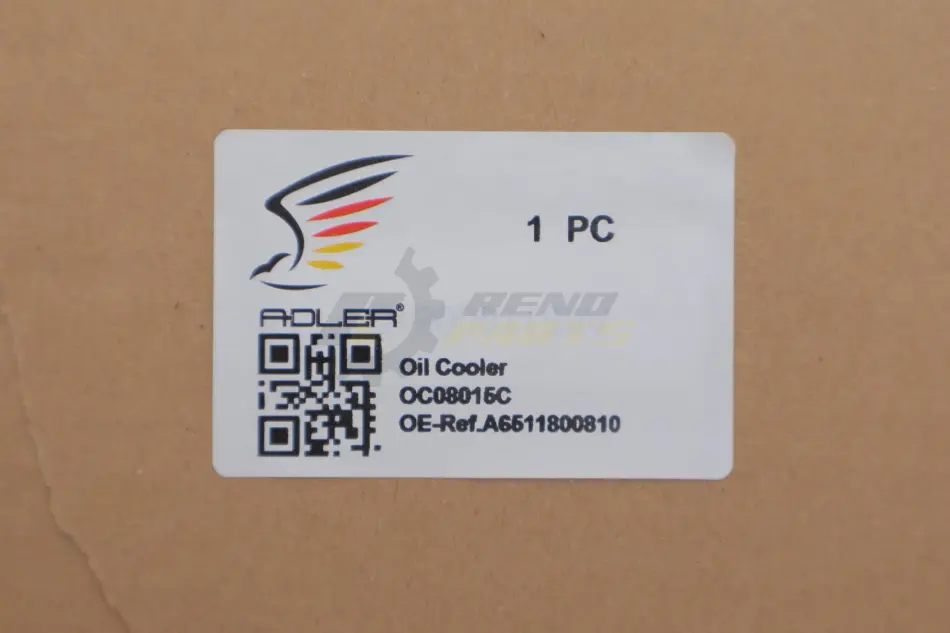 1 PC
ADLER®
RENO
PARTS
Oil Cooler
OC08015C
OE-Ref.A6511800810